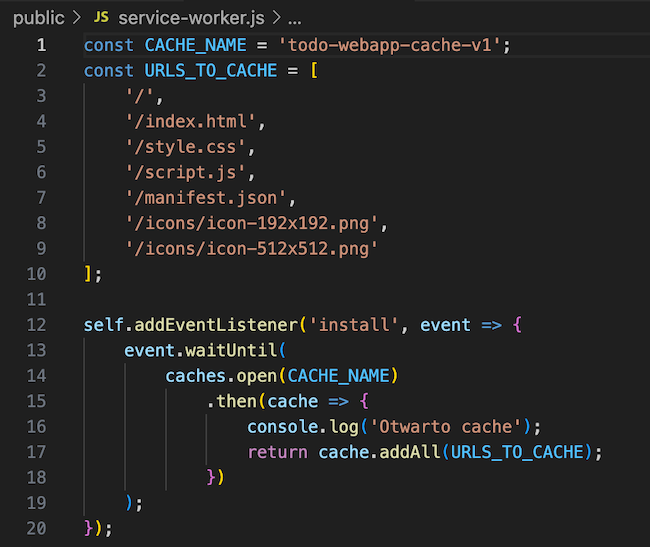 public > JS service-worker.js > ...
1 const CACHE_NAME = 'todo-webapp-cache-v1';
2 const URLS_TO_CACHE = [
3     '/',
4     '/index.html',
5     '/style.css',
6     '/script.js',
7     '/manifest.json',
8     '/icons/icon-192x192.png',
9     '/icons/icon-512x512.png'
10 ];
11
12 self.addEventListener('install', event => {
13     event.waitUntil(
14         caches.open(CACHE_NAME)
15             .then(cache => {
16                 console.log('Otwarto cache');
17                 return cache.addAll(URLS_TO_CACHE);
18             })
19     );
20 });